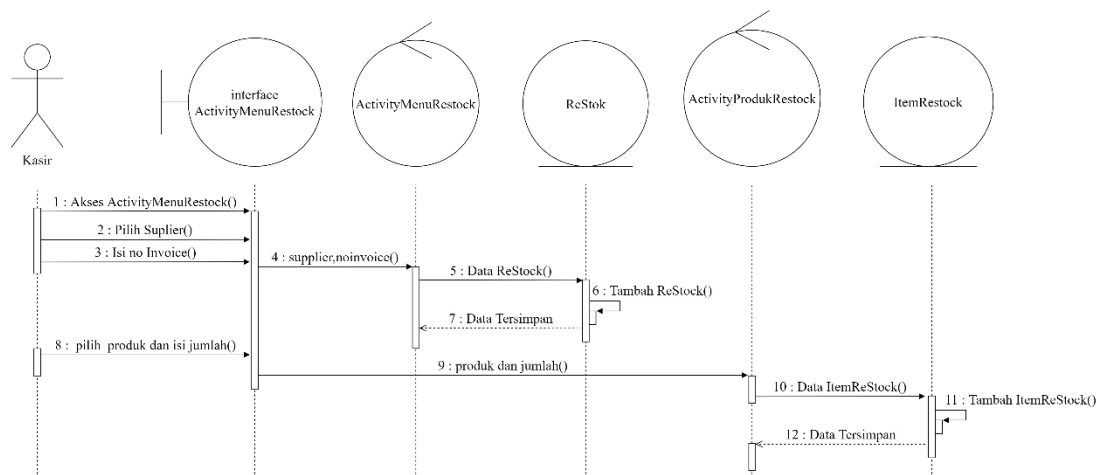 Kasir
interface
ActivityMenuRestock
ActivityMenuRestock
ReStok
ActivityProdukRestock
ItemRestock
1 : Akses ActivityMenuRestock()
2 : Pilih Suplier()
3 : Isi no Invoice()
4 : supplier,noinvoice()
5 : Data ReStock()
6 : Tambah ReStock()
7 : Data Tersimpan
8 : pilih produk dan isi jumlah()
9 : produk dan jumlah()
10 : Data ItemReStock()
11 : Tambah ItemReStock()
12 : Data Tersimpan